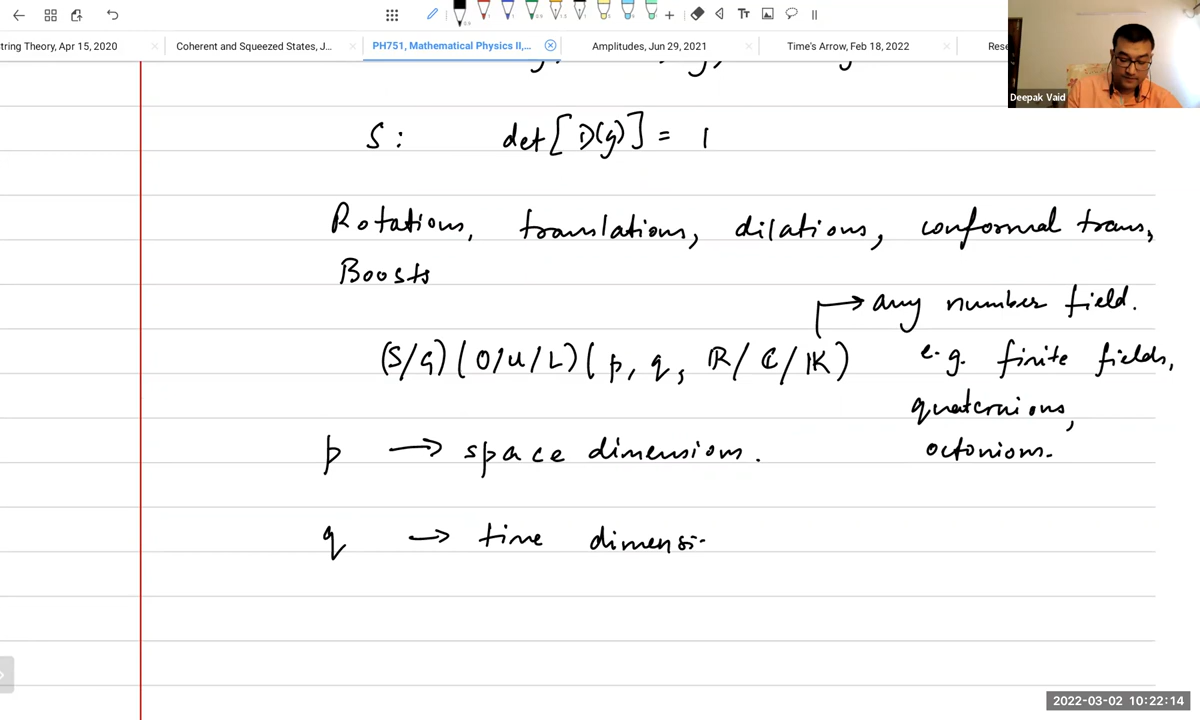 tring Theory, Apr 15, 2020
Coherent and Squeezed States, J...
PH751, Mathematical Physics II,...
Amplitudes, Jun 29, 2021
Time's Arrow, Feb 18, 2022
Rese
Deepak Vaid
S: det[D(g)] = 1
Rotations, translations, dilations, conformal trans,
Boosts
→ any number field.
(S/G)(O/U/L)(p, q, ℝ/ℂ/𝕂) e.g. finite fields,
quaternions,
octonions.
p → space dimensions.
q → time dimensi
2022-03-02 10:22:14